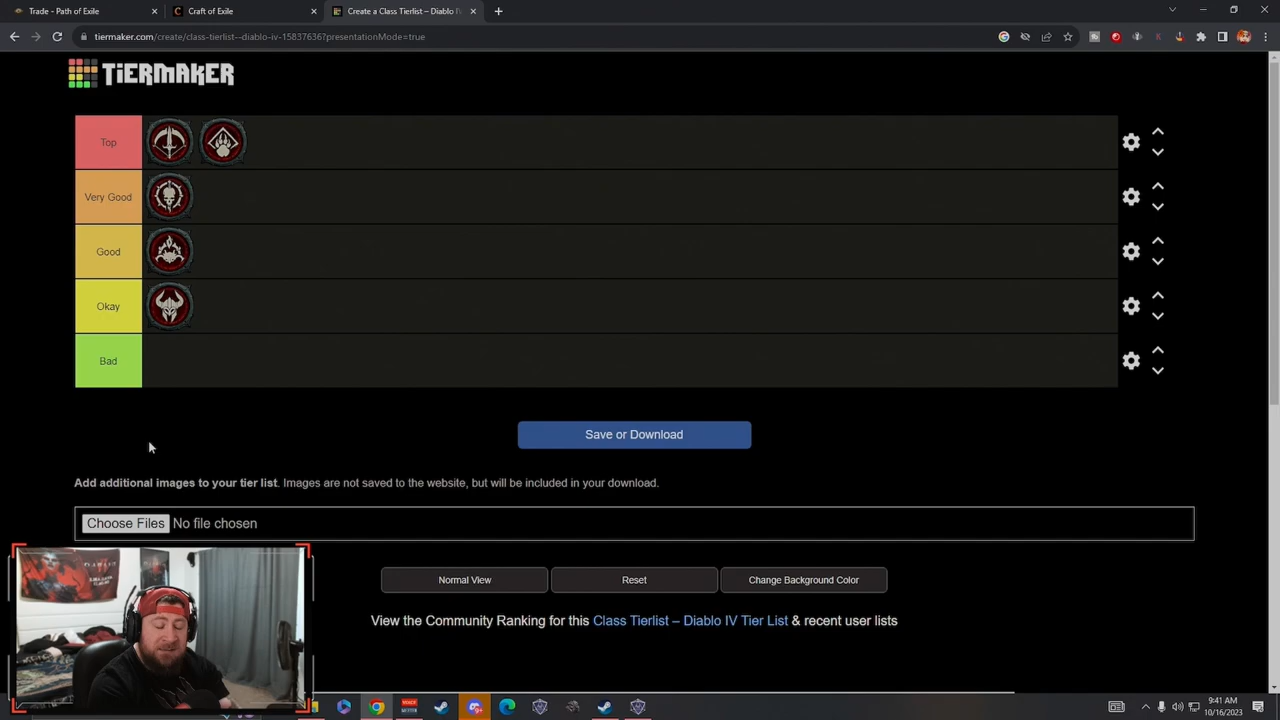 Trade - Path of Exile
Craft of Exile
Create a Class Tierlist – Diablo IV
tiermaker.com/create/class-tierlist--diablo-iv-15837636?presentationMode=true
TiERMAKER
Top
Very Good
Good
Okay
Bad
Save or Download
Add additional images to your tier list. Images are not saved to the website, but will be included in your download.
Choose Files No file chosen
Normal View
Reset
Change Background Color
View the Community Ranking for this Class Tierlist – Diablo IV Tier List & recent user lists
9:41 AM
10/16/2023